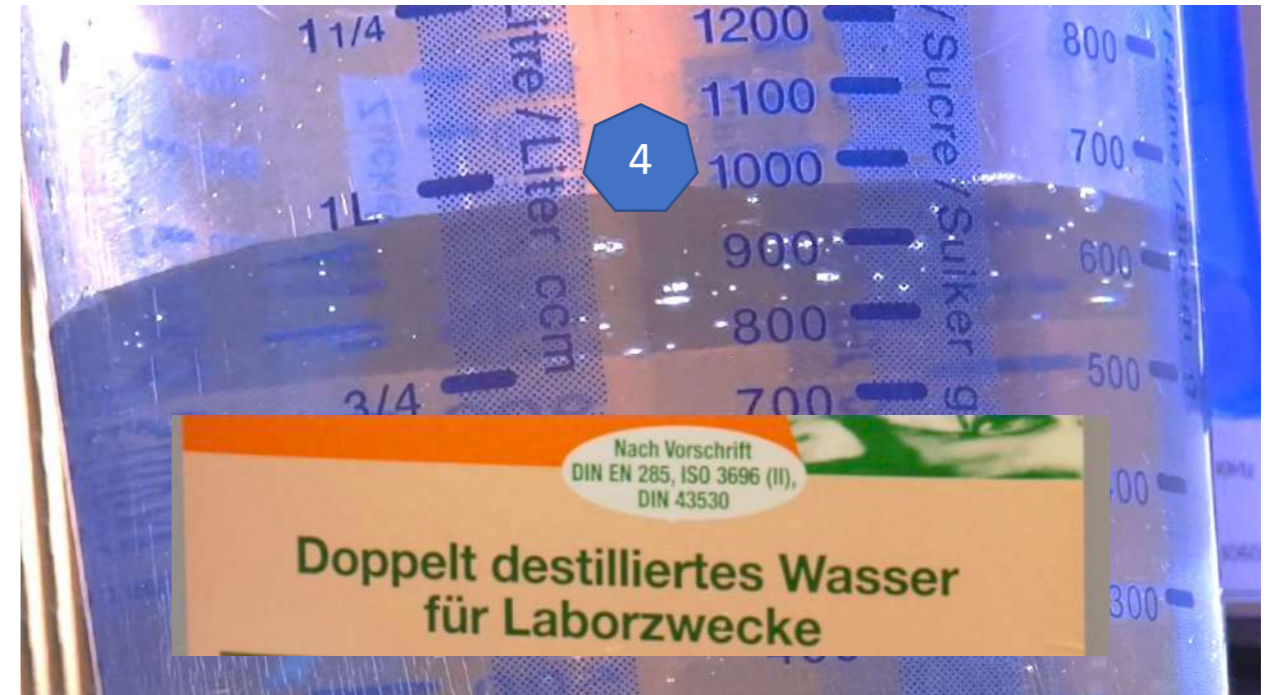 1 1/4
1L
3/4
Litre/Liter ccm
1200
1100
1000
900
800
700
/Sucre/Suiker g
800
700
600
500
300
4
Nach Vorschrift
DIN EN 285, ISO 3696 (II),
DIN 43530
Doppelt destilliertes Wasser
für Laborzwecke